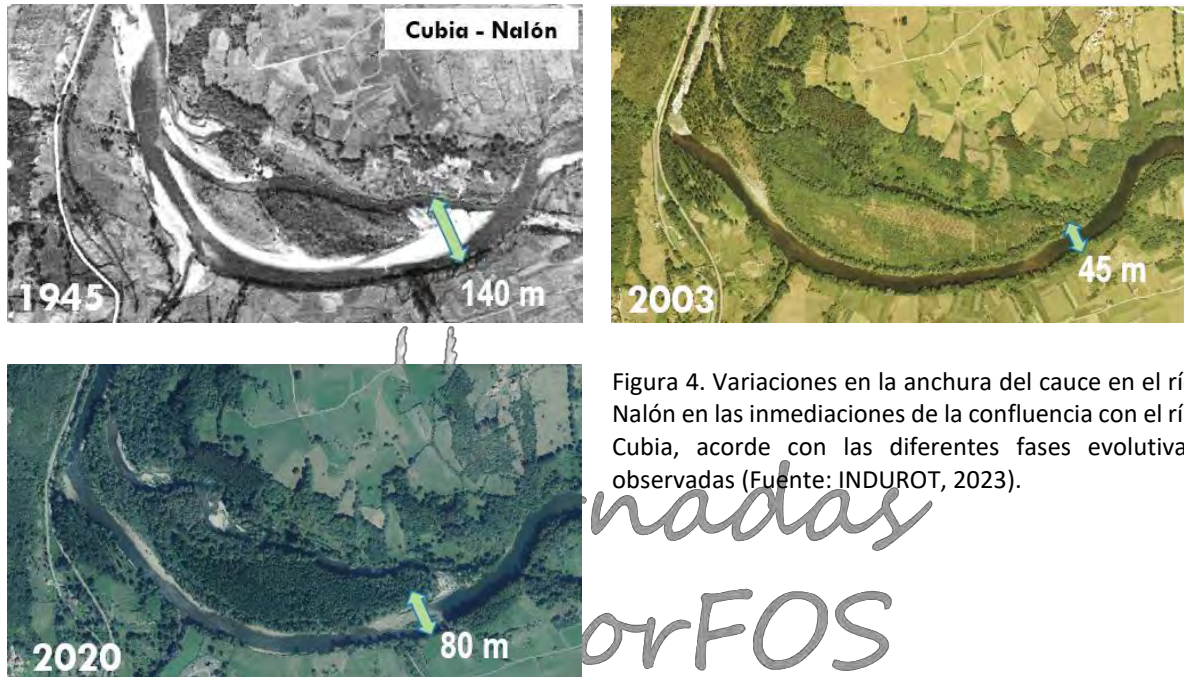 Cubia - Nalón
1945
140 m
2003
45 m
2020
80 m
Figura 4. Variaciones en la anchura del cauce en el rí
Nalón en las inmediaciones de la confluencia con el rí
Cubia, acorde con las diferentes fases evolutiva
observadas (Fuente: INDUROT, 2023).
nadas
orFOS